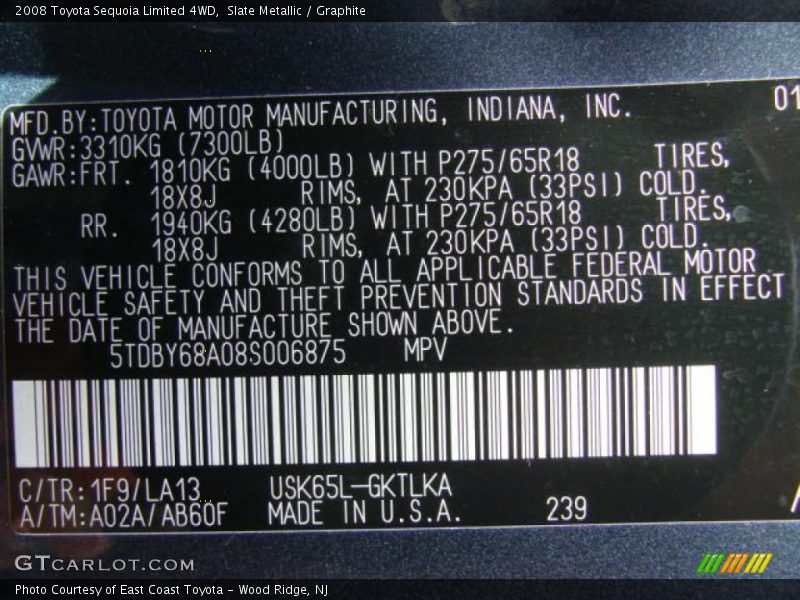 2008 Toyota Sequoia Limited 4WD, Slate Metallic / Graphite
MFD.BY:TOYOTA MOTOR MANUFACTURING, INDIANA, INC. 01
GVWR:3310KG (7300LB)
GAWR:FRT. 1810KG (4000LB) WITH P275/65R18 TIRES,
18X8J RIMS, AT 230KPA (33PSI) COLD.
RR. 1940KG (4280LB) WITH P275/65R18 TIRES,
18X8J RIMS, AT 230KPA (33PSI) COLD.
THIS VEHICLE CONFORMS TO ALL APPLICABLE FEDERAL MOTOR
VEHICLE SAFETY AND THEFT PREVENTION STANDARDS IN EFFECT
THE DATE OF MANUFACTURE SHOWN ABOVE.
5TDBY68A08S006875 MPV
C/TR:1F9/LA13 USK65L-GKTLKA
A/TM:A02A/AB60F MADE IN U.S.A. 239
GTCARLOT.COM
Photo Courtesy of East Coast Toyota - Wood Ridge, NJ